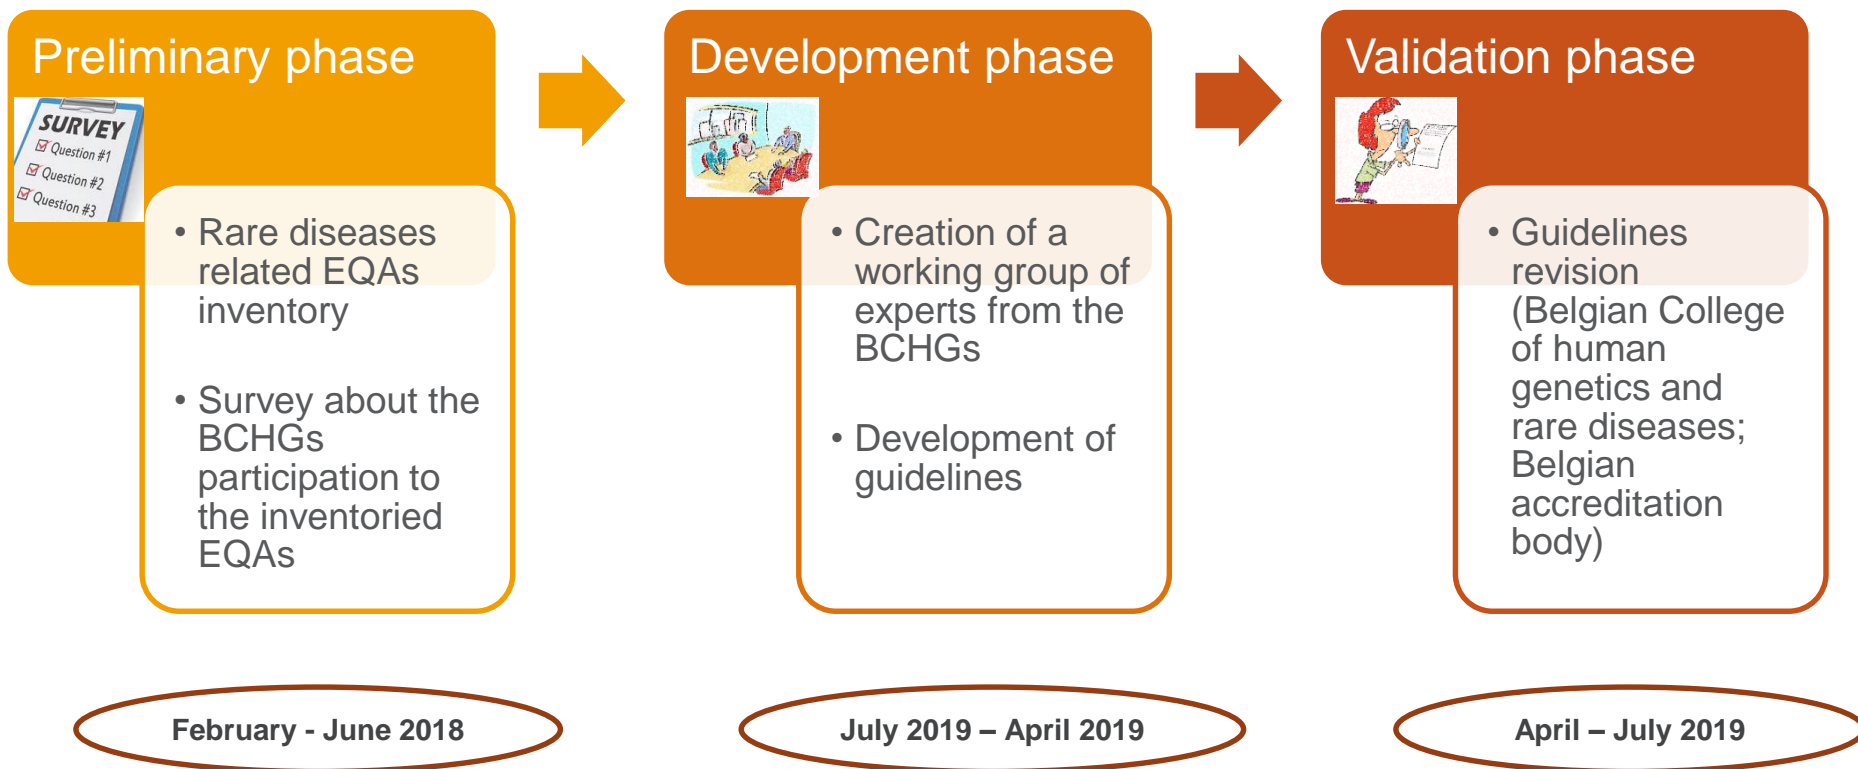 Preliminary phase
SURVEY
Question #1
Question #2
Question #3
• Rare diseases
related EQAs
inventory
• Survey about the
BCHGs
participation to
the inventoried
EQAs
February - June 2018
Development phase
• Creation of a
working group of
experts from the
BCHGs
• Development of
guidelines
July 2019 – April 2019
Validation phase
• Guidelines
revision
(Belgian College
of human
genetics and
rare diseases;
Belgian
accreditation
body)
April – July 2019